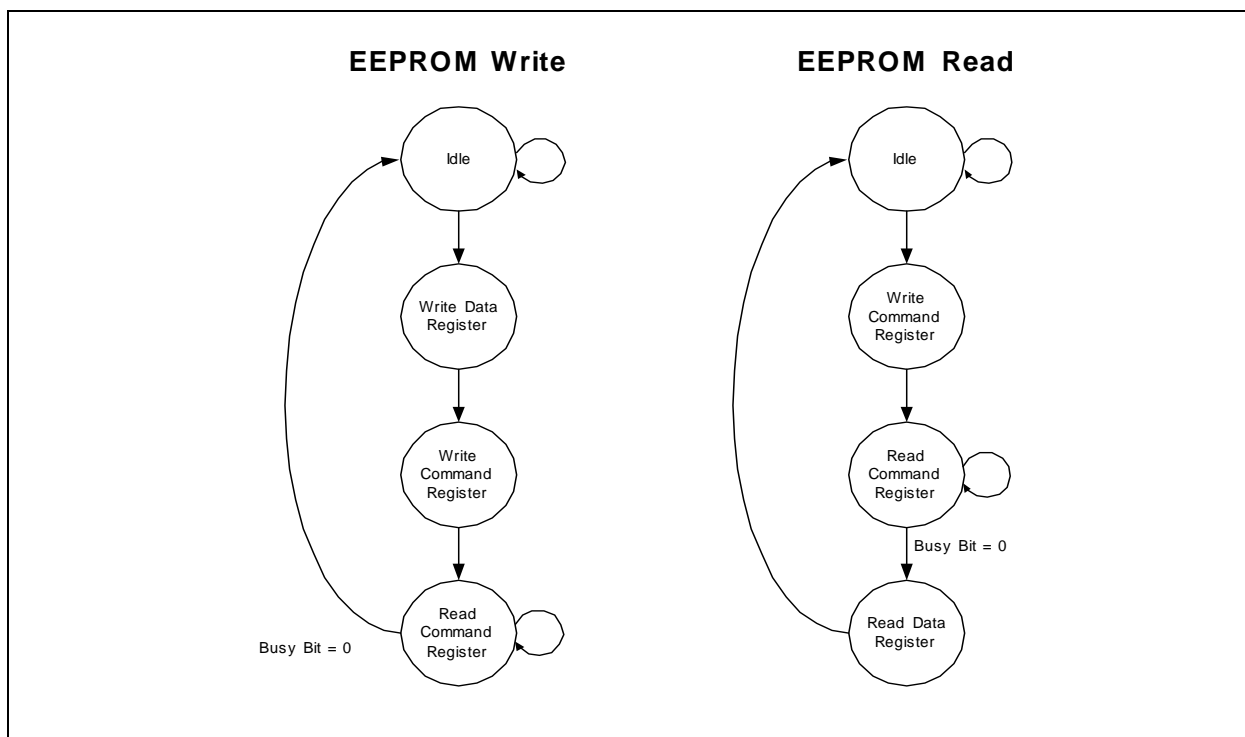 EEPROM Write
Idle
Write Data
Register
Write
Command
Register
Read
Command
Register
Busy Bit = 0
EEPROM Read
Idle
Write
Command
Register
Read
Command
Register
Busy Bit = 0
Read Data
Register